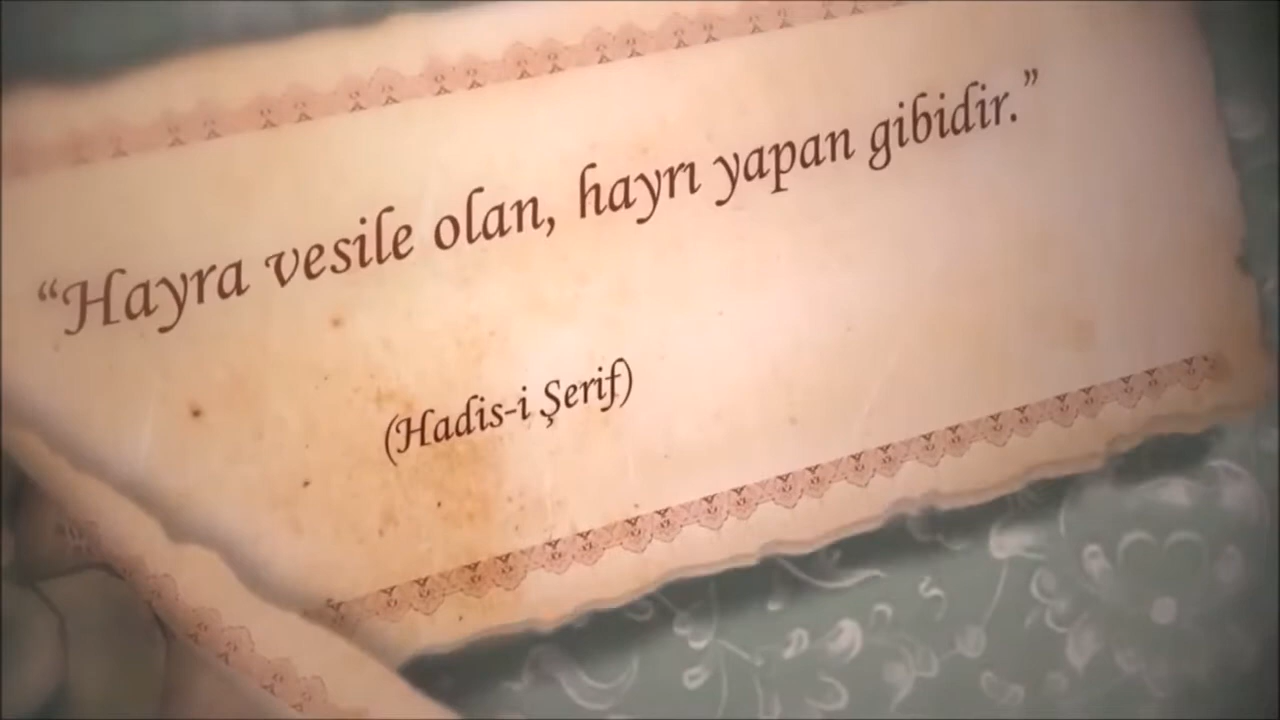 “Hayra vesile olan, hayrı yapan gibidir.”
(Hadis-i Şerif)